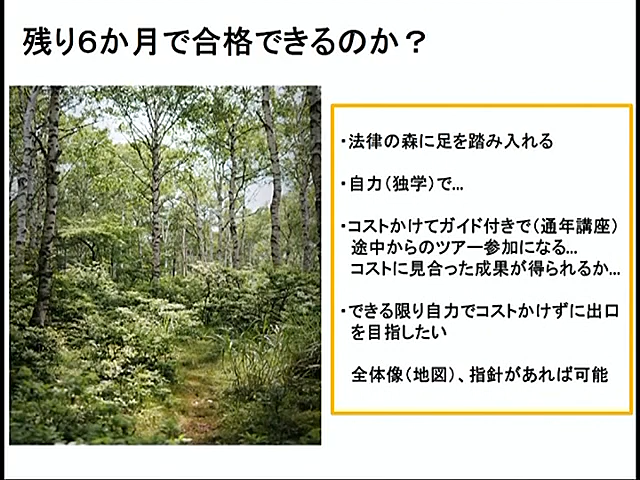 残り6か月で合格できるのか？
・法律の森に足を踏み入れる
・自力（独学）で...
・コストかけてガイド付きで（通年講座）
途中からのツアー参加になる...
コストに見合った成果が得られるか...
・できる限り自力でコストかけずに出口
を目指したい
全体像（地図）、指針があれば可能